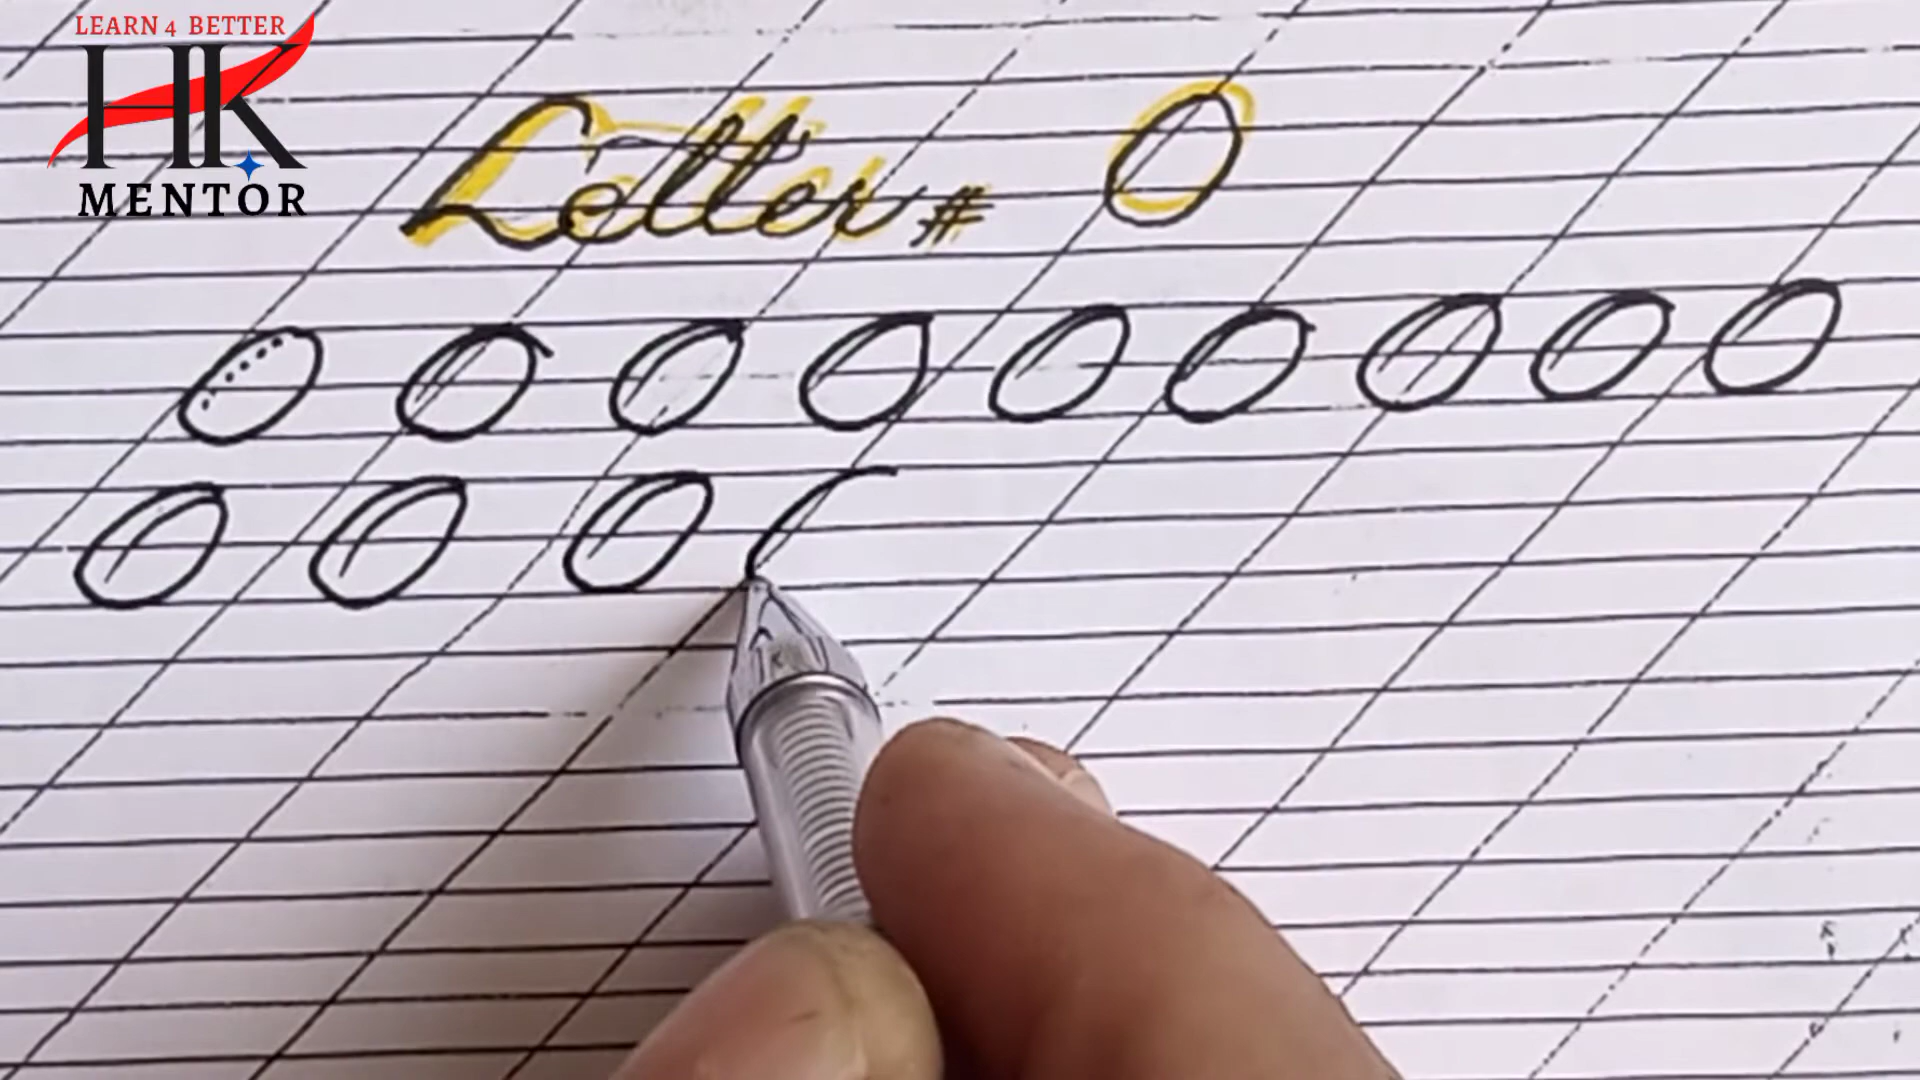 LEARN 4 BETTER
HK
MENTOR
Letter # O
O O O O O O O O O
O O O